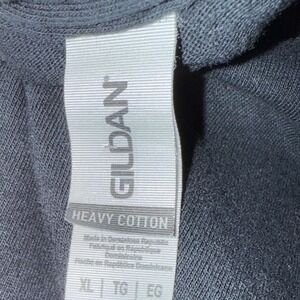 GILDAN
HEAVY COTTON
Made in Dominican Republic
Fabriqué en République
Dominicaine
Hecho en República Dominicana
XL | TG | EG